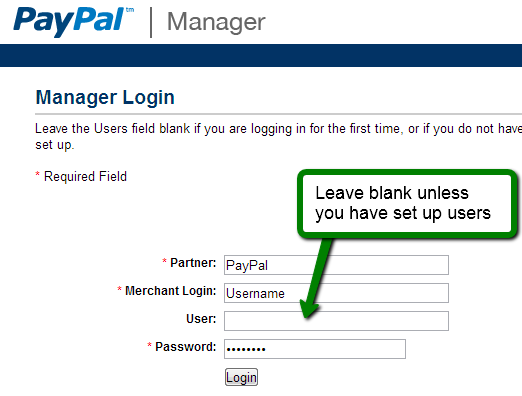 PayPal™ | Manager
Manager Login
Leave the Users field blank if you are logging in for the first time, or if you do not have
set up.
* Required Field
Leave blank unless
you have set up users
* Partner: PayPal
* Merchant Login: Username
User:
* Password: ••••••••
Login